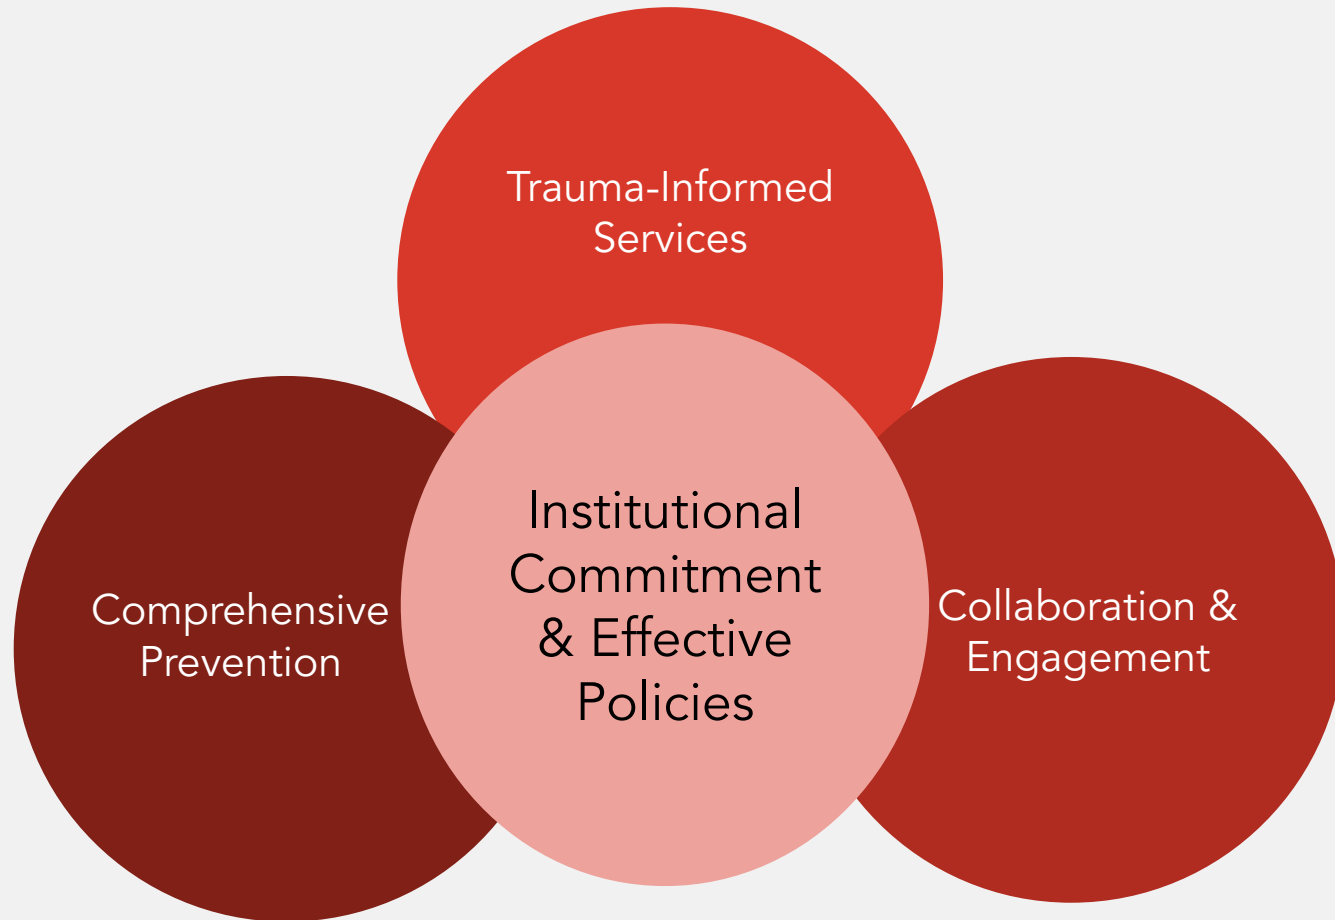 Trauma-Informed
Services
Institutional
Commitment
& Effective
Policies
Comprehensive
Prevention
Collaboration &
Engagement